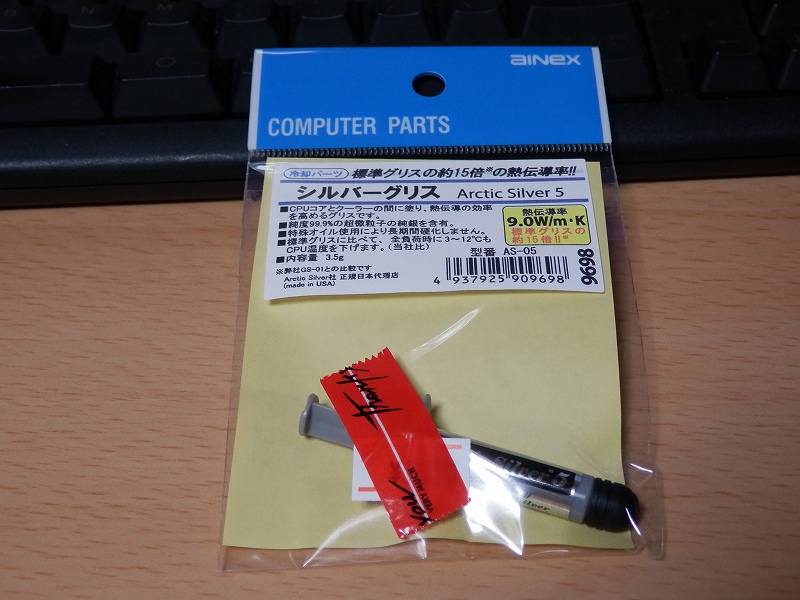 ainex
COMPUTER PARTS
冷却パーツ 標準グリスの約15倍※の熱伝導率!!
シルバーグリス Arctic Silver 5
■CPUコアとクーラーの間に塗り、熱伝導の効率
を高めるグリスです。
■純度99.9%の超微粒子の純銀を含有。
■特殊オイル使用により長期間硬化しません。
■標準グリスに比べて、全負荷時に3~12℃も
CPU温度を下げます。(当社比)
■内容量 3.5g
※弊社GS-01との比較です
Arctic Silver社 正規日本代理店
(made in USA)
熱伝導率
9.0W/m·K
標準グリスの
約15倍!!※
型番 AS-05
4 937925 909698
9698
Thank
You
VERY MUCH
Silver 5
Silver